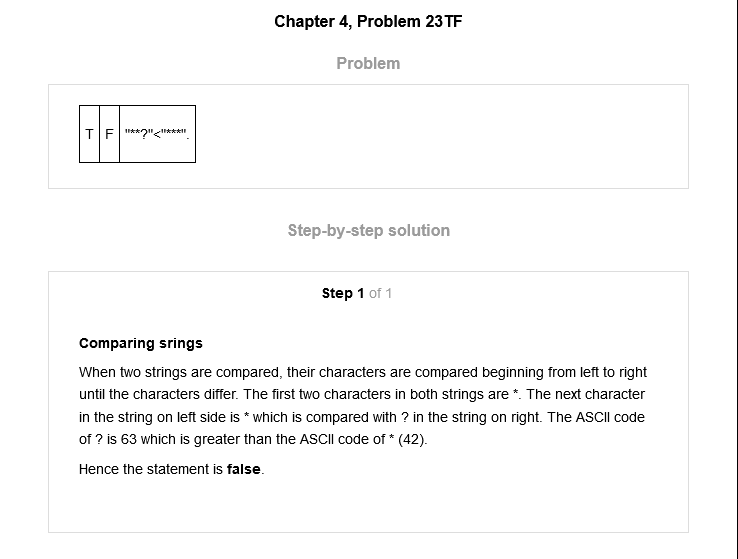 Chapter 4, Problem 23TF
Problem
T F "**?"<"***".
Step-by-step solution
Step 1 of 1
Comparing srings
When two strings are compared, their characters are compared beginning from left to right
until the characters differ. The first two characters in both strings are *. The next character
in the string on left side is * which is compared with ? in the string on right. The ASCII code
of ? is 63 which is greater than the ASCII code of * (42).
Hence the statement is false.